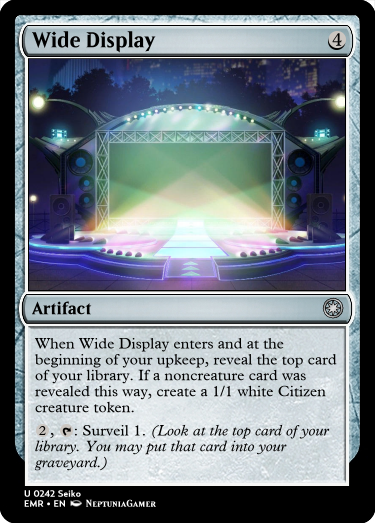 Wide Display 4
Artifact
When Wide Display enters and at the
beginning of your upkeep, reveal the top card
of your library. If a noncreature card was
revealed this way, create a 1/1 white Citizen
creature token.
2 , : Surveil 1. (Look at the top card of your
library. You may put that card into your
graveyard.)
U 0242 Seiko
EMR • EN NeptuniaGamer